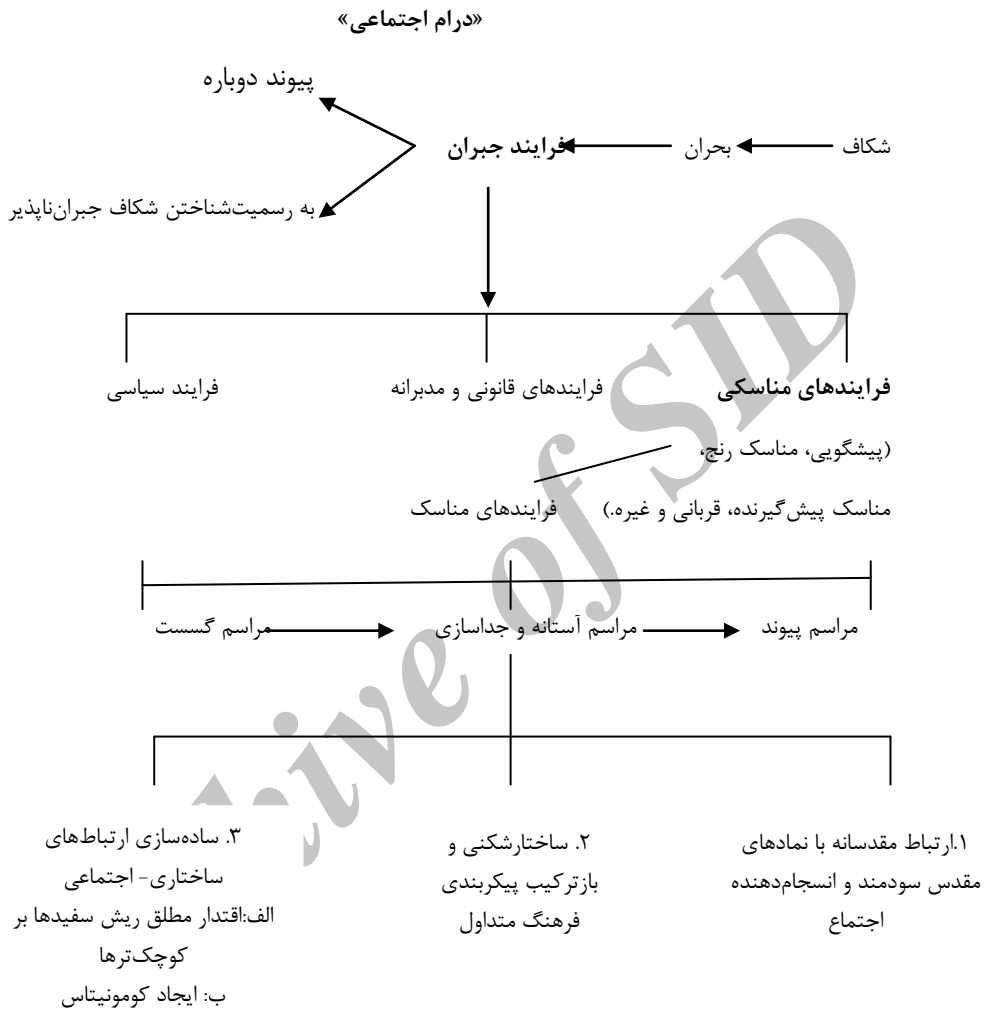 «درام اجتماعی»
پیوند دوباره
شکاف
بحران
فرایند جبران
به رسمیت‌شناختن شکاف جبران‌ناپذیر
فرایندهای مناسکی
فرایندهای قانونی و مدبرانه
فرایند سیاسی
(پیشگویی، مناسک رنج،
مناسک پیش‌گیرنده، قربانی و غیره.)
فرایندهای مناسک
مراسم پیوند
مراسم آستانه و جداسازی
مراسم گسست
۱.ارتباط مقدسانه با نمادهای
مقدس سودمند و انسجام‌دهنده
اجتماع
۲. ساختارشکنی و
بازترکیب پیکربندی
فرهنگ متداول
۳. ساده‌سازی ارتباط‌های
ساختاری- اجتماعی
الف:اقتدار مطلق ریش سفیدها بر
کوچک‌ترها
ب: ایجاد کومونیتاس
ive of SID